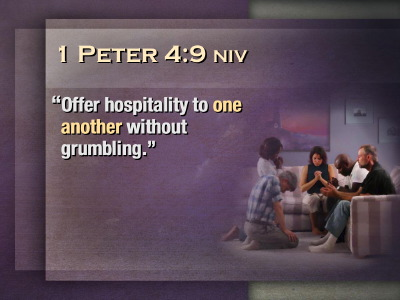 1 Peter 4:9 NIV
“Offer hospitality to one
another without
grumbling.”